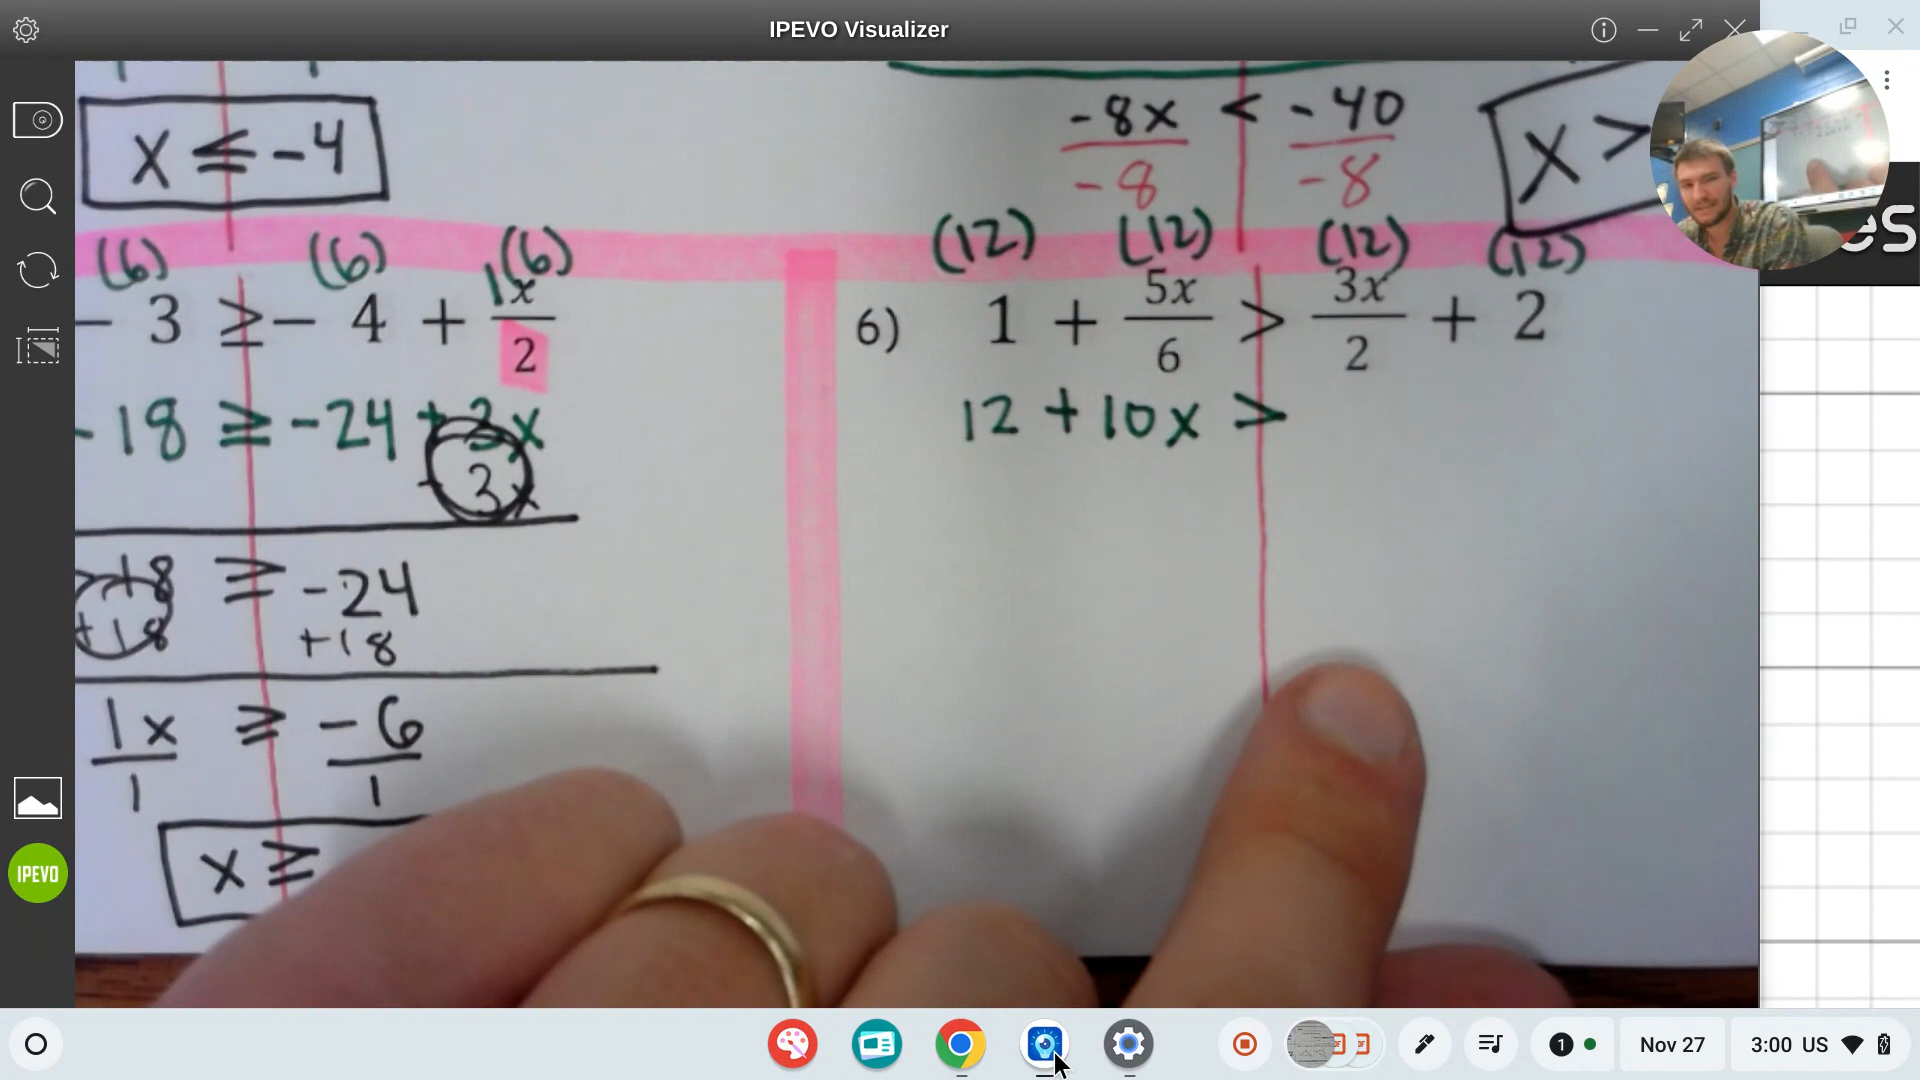 IPEVO Visualizer
x ≤ -4
-8x < -40
-8 -8
x >
es
(6) (6) (6)
- 3 ≥ - 4 + 1x/2
-18 ≥ -24 + 3x
- 3x
-18 ≥ -24
+18 +18
1x ≥ -6
1 1
x ≥
(12) (12) (12) (12)
6) 1 + 5x/6 > 3x/2 + 2
12 + 10x >
IPEVO
1
Nov 27
3:00 US